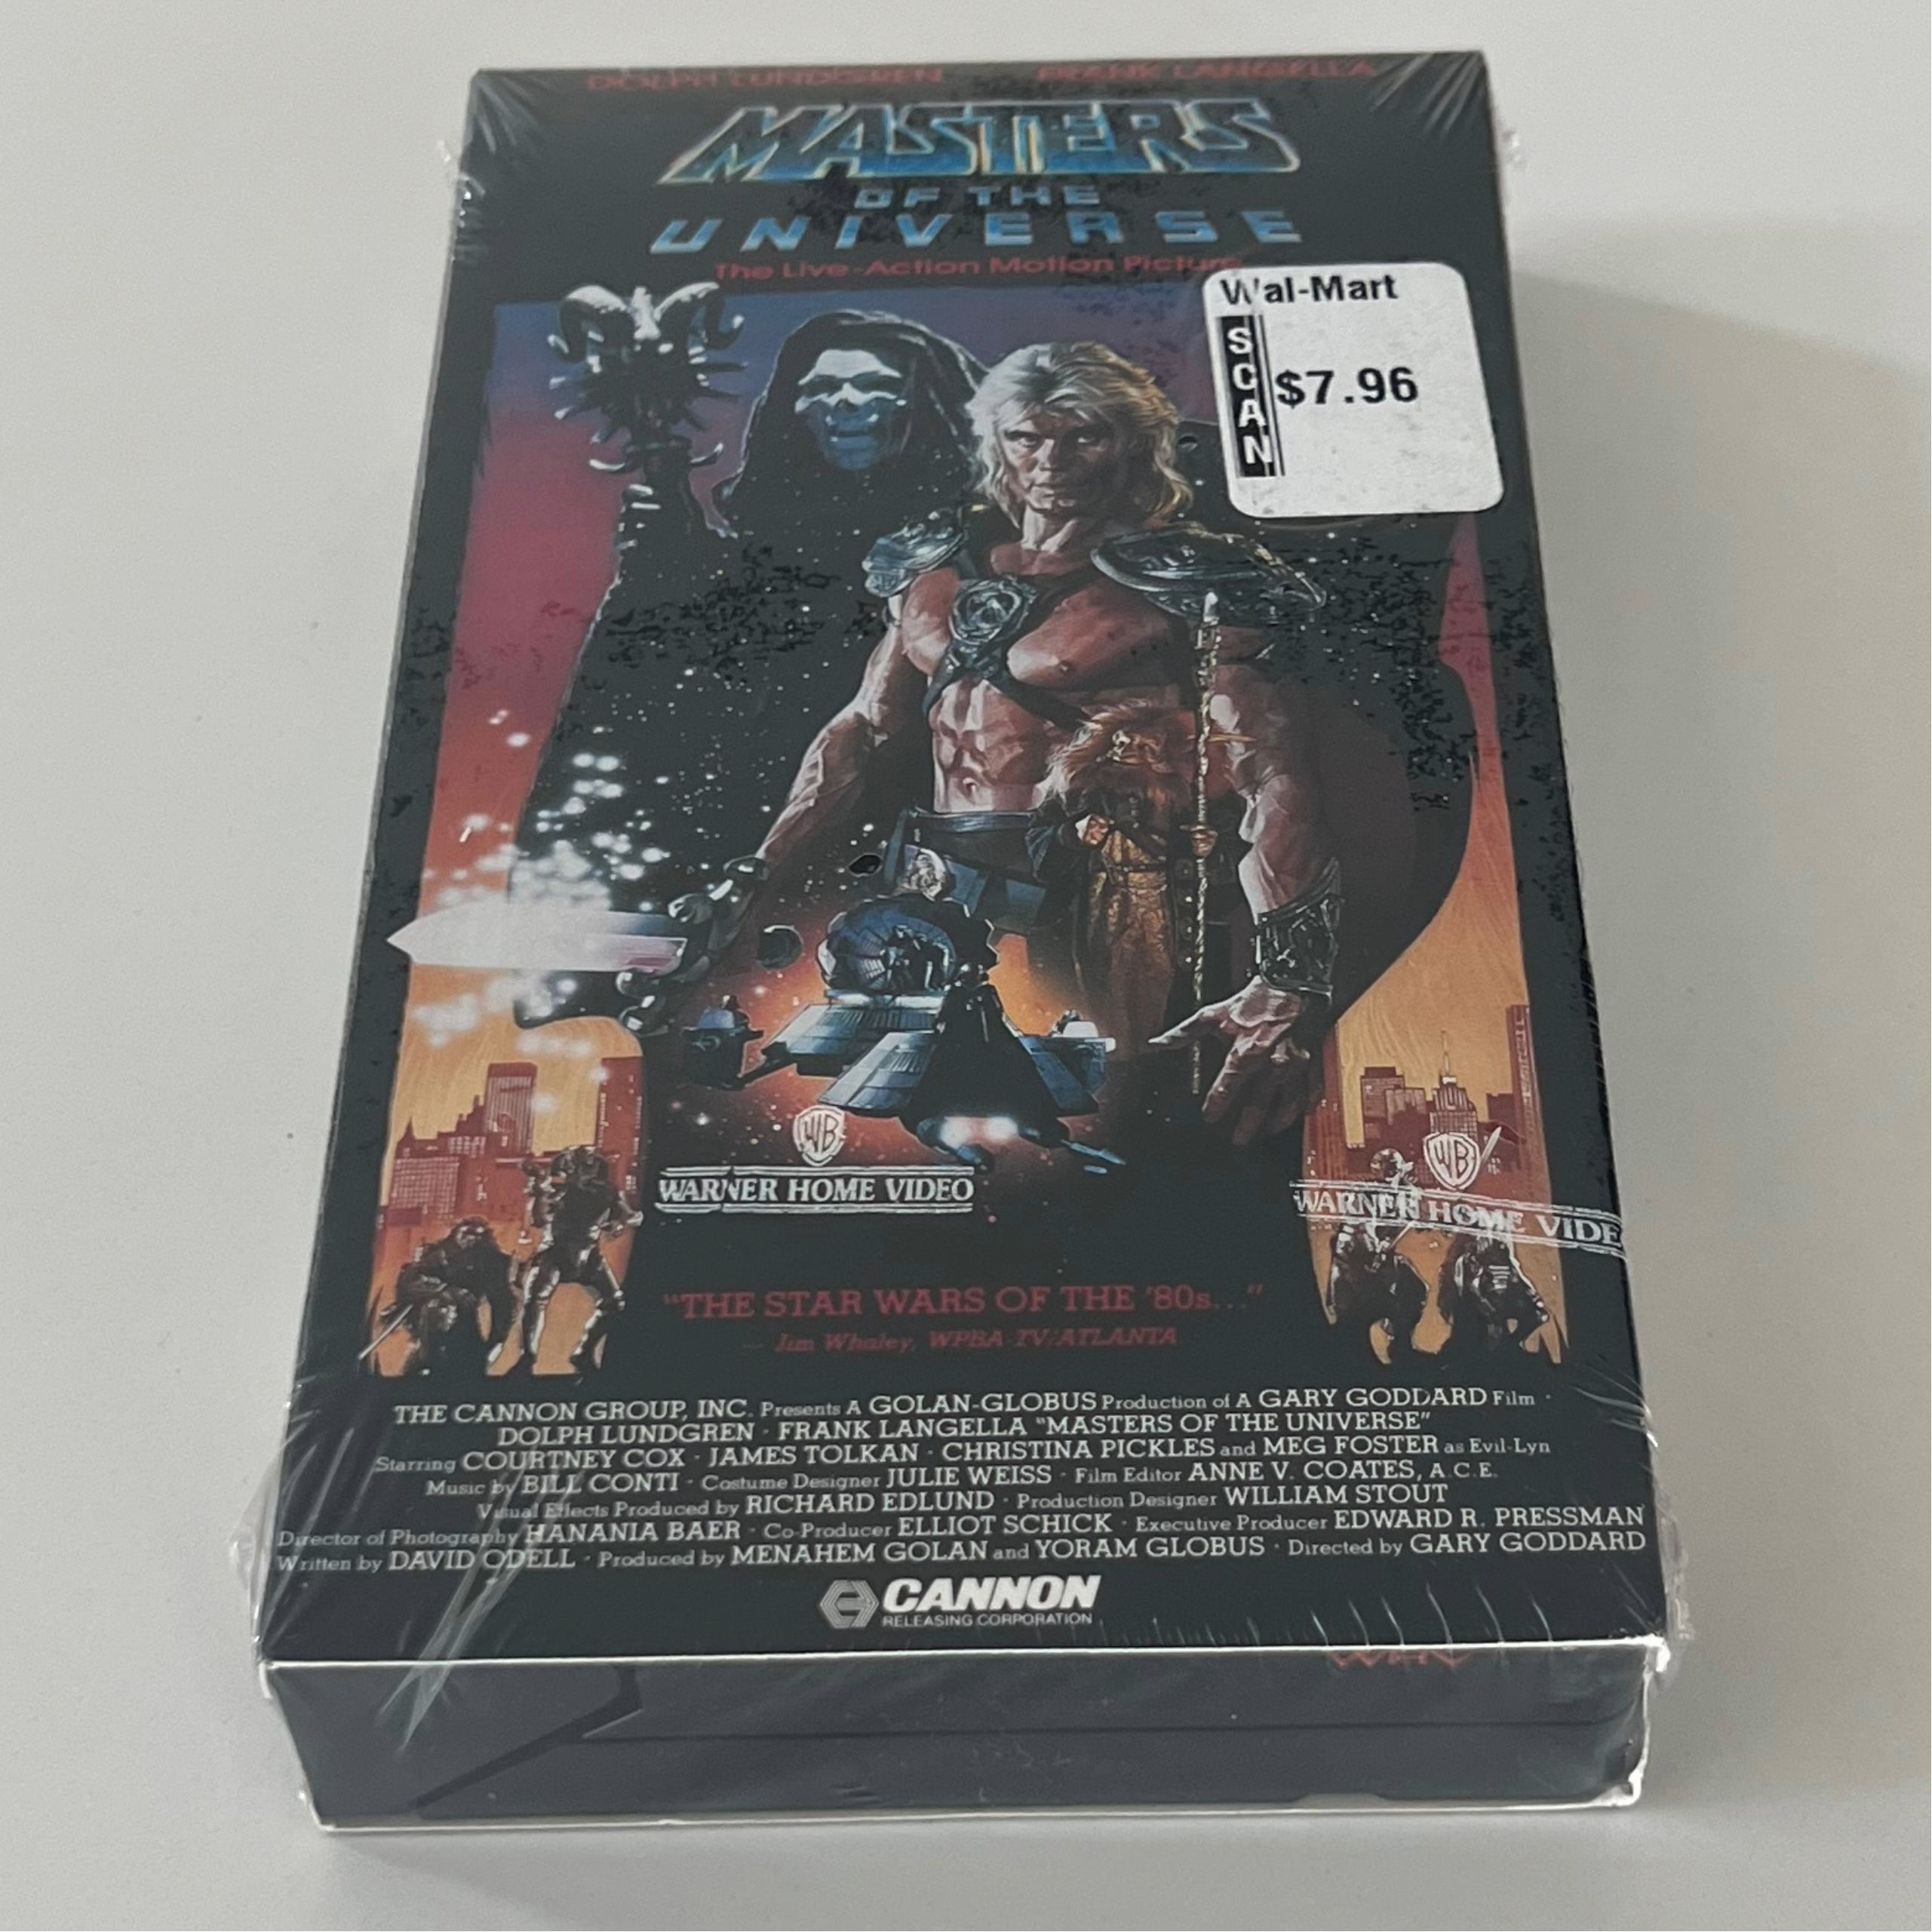 DOLPH LUNDGREN FRANK LANGELLA
MASTERS
OF THE
UNIVERSE
The Live-Action Motion Picture
Wal-Mart
SCAN
$7.96
WB
WARNER HOME VIDEO
WB
WARNER HOME VIDE
"THE STAR WARS OF THE '80s..."
— Jim Whaley, WPBA-TV/ATLANTA
THE CANNON GROUP, INC. Presents A GOLAN-GLOBUS Production of A GARY GODDARD Film ·
DOLPH LUNDGREN · FRANK LANGELLA "MASTERS OF THE UNIVERSE"
Starring COURTNEY COX · JAMES TOLKAN · CHRISTINA PICKLES and MEG FOSTER as Evil-Lyn
Music by BILL CONTI · Costume Designer JULIE WEISS · Film Editor ANNE V. COATES, A.C.E.
Visual Effects Produced by RICHARD EDLUND · Production Designer WILLIAM STOUT
Director of Photography HANANIA BAER · Co-Producer ELLIOT SCHICK · Executive Producer EDWARD R. PRESSMAN
Written by DAVID ODELL · Produced by MENAHEM GOLAN and YORAM GLOBUS · Directed by GARY GODDARD
CANNON
RELEASING CORPORATION